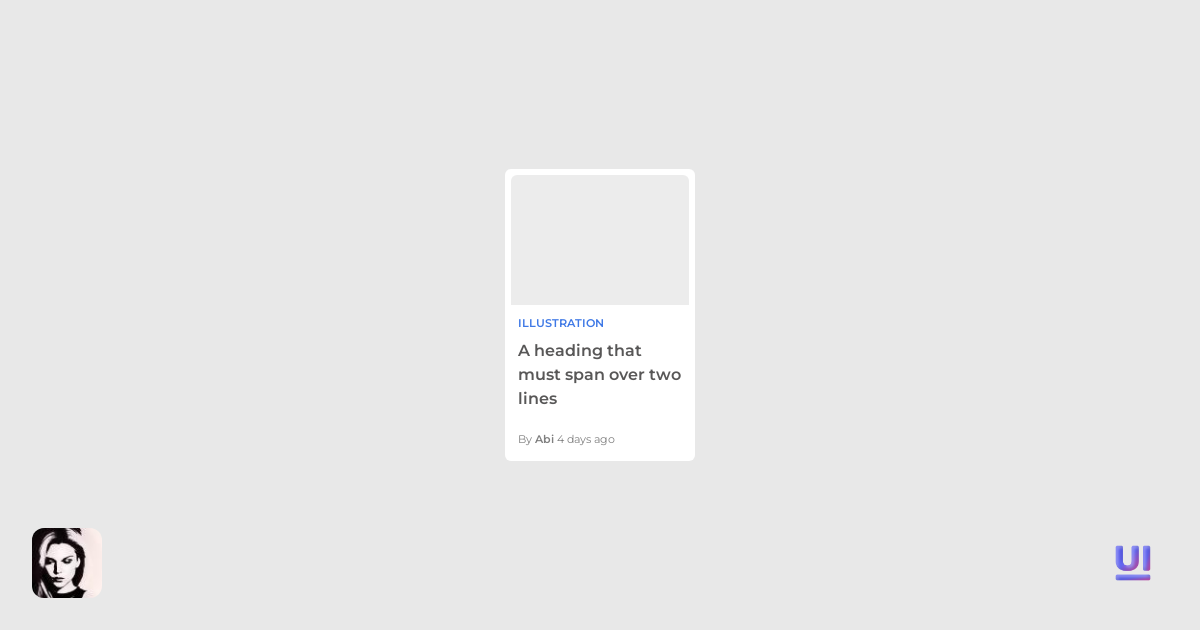 ILLUSTRATION
A heading that
must span over two
lines
By Abi 4 days ago
UI